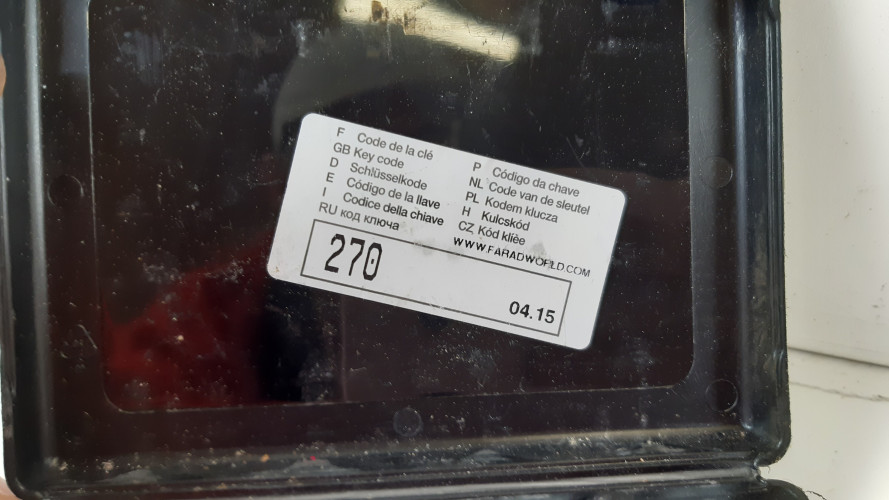 F Code de la clé
GB Key code
D Schlüsselkode
E Código de la llave
I Codice della chiave
RU код ключа
P Código da chave
NL Code van de sleutel
PL Kodem klucza
H Kulcskód
CZ Kód klíèe
WWW.FARADWORLD.COM
270
04.15